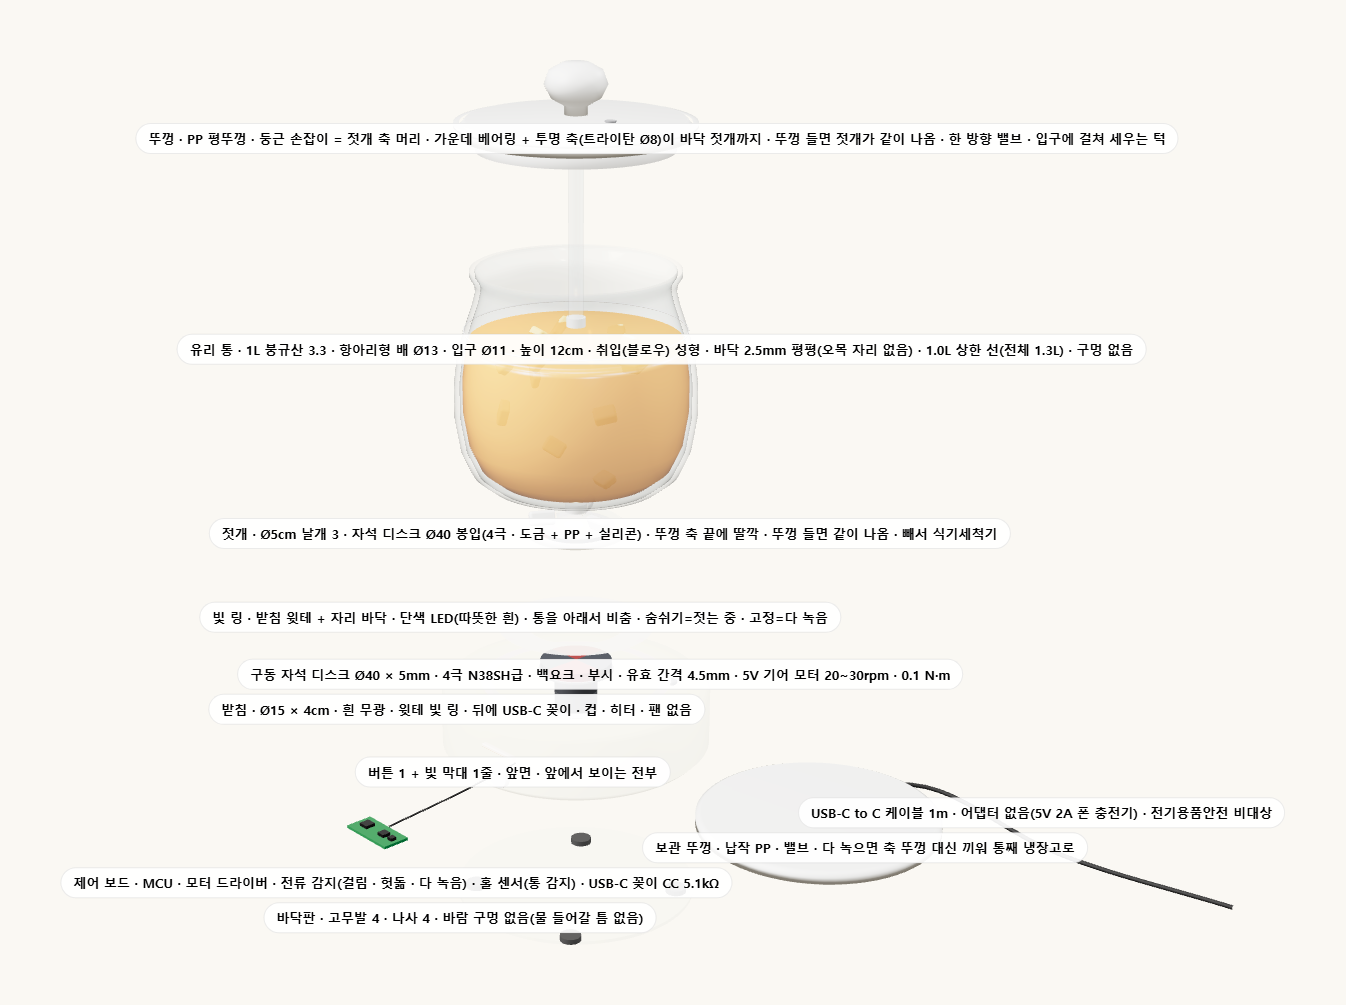 뚜껑 · PP 평뚜껑 · 둥근 손잡이 = 젓개 축 머리 · 가운데 베어링 + 투명 축(트라이탄 Ø8)이 바닥 젓개까지 · 뚜껑 들면 젓개가 같이 나옴 · 한 방향 밸브 · 입구에 걸쳐 세우는 턱
유리 통 · 1L 붕규산 3.3 · 항아리형 배 Ø13 · 입구 Ø11 · 높이 12cm · 취입(블로우) 성형 · 바닥 2.5mm 평평(오목 자리 없음) · 1.0L 상한 선(전체 1.3L) · 구멍 없음
젓개 · Ø5cm 날개 3 · 자석 디스크 Ø40 봉입(4극 · 도금 + PP + 실리콘) · 뚜껑 축 끝에 딸깍 · 뚜껑 들면 같이 나옴 · 빼서 식기세척기
빛 링 · 받침 윗테 + 자리 바닥 · 단색 LED(따뜻한 흰) · 통을 아래서 비춤 · 숨쉬기=젓는 중 · 고정=다 녹음
구동 자석 디스크 Ø40 × 5mm · 4극 N38SH급 · 백요크 · 부시 · 유효 간격 4.5mm · 5V 기어 모터 20~30rpm · 0.1 N·m
받침 · Ø15 × 4cm · 흰 무광 · 윗테 빛 링 · 뒤에 USB-C 꽂이 · 컵 · 히터 · 팬 없음
버튼 1 + 빛 막대 1줄 · 앞면 · 앞에서 보이는 전부
USB-C to C 케이블 1m · 어댑터 없음(5V 2A 폰 충전기) · 전기용품안전 비대상
보관 뚜껑 · 납작 PP · 밸브 · 다 녹으면 축 뚜껑 대신 끼워 통째 냉장고로
제어 보드 · MCU · 모터 드라이버 · 전류 감지(걸림 · 헛돎 · 다 녹음) · 홀 센서(통 감지) · USB-C 꽂이 CC 5.1kΩ
바닥판 · 고무발 4 · 나사 4 · 바람 구멍 없음(물 들어갈 틈 없음)